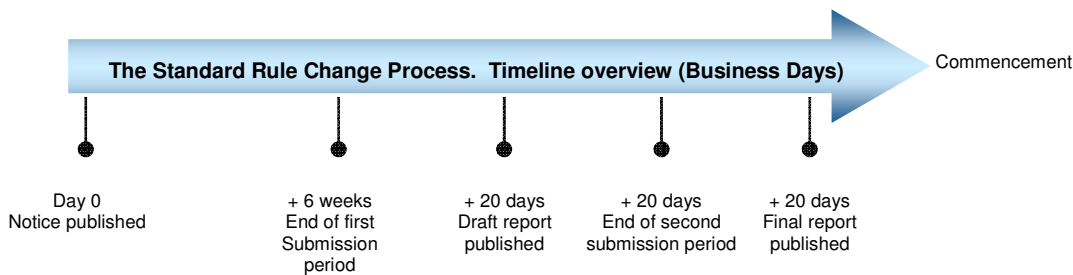 The Standard Rule Change Process. Timeline overview (Business Days)
Commencement
Day 0
Notice published
+ 6 weeks
End of first
Submission
period
+ 20 days
Draft report
published
+ 20 days
End of second
submission period
+ 20 days
Final report
published